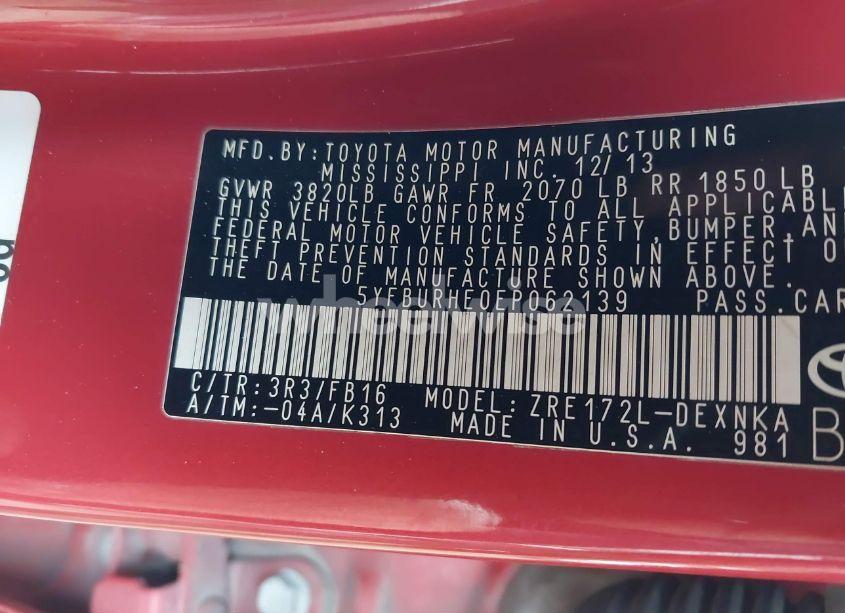 MFD.BY:TOYOTA MOTOR MANUFACTURING
MISSISSIPPI INC. 12/13
GVWR 3820LB GAWR FR 2070 LB RR 1850LB
THIS VEHICLE CONFORMS TO ALL APPLICABL
FEDERAL MOTOR VEHICLE SAFETY,BUMPER,AN
THEFT PREVENTION STANDARDS IN EFFECT O
THE DATE OF MANUFACTURE SHOWN ABOVE.
5YFBURHE0EP062139 PASS.CAR
wheelwise
C/TR:3R3/FB16 MODEL:ZRE172L-DEXNKA
A/TM:-04A/K313 MADE IN U.S.A. 981
B